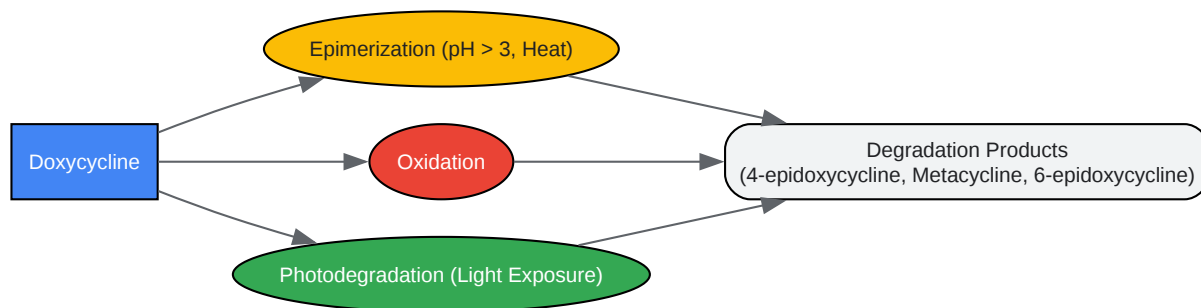 Epimerization (pH > 3, Heat)
Doxycycline
Oxidation
Degradation Products
(4-epidoxycycline, Metacycline, 6-epidoxycycline)
Photodegradation (Light Exposure)